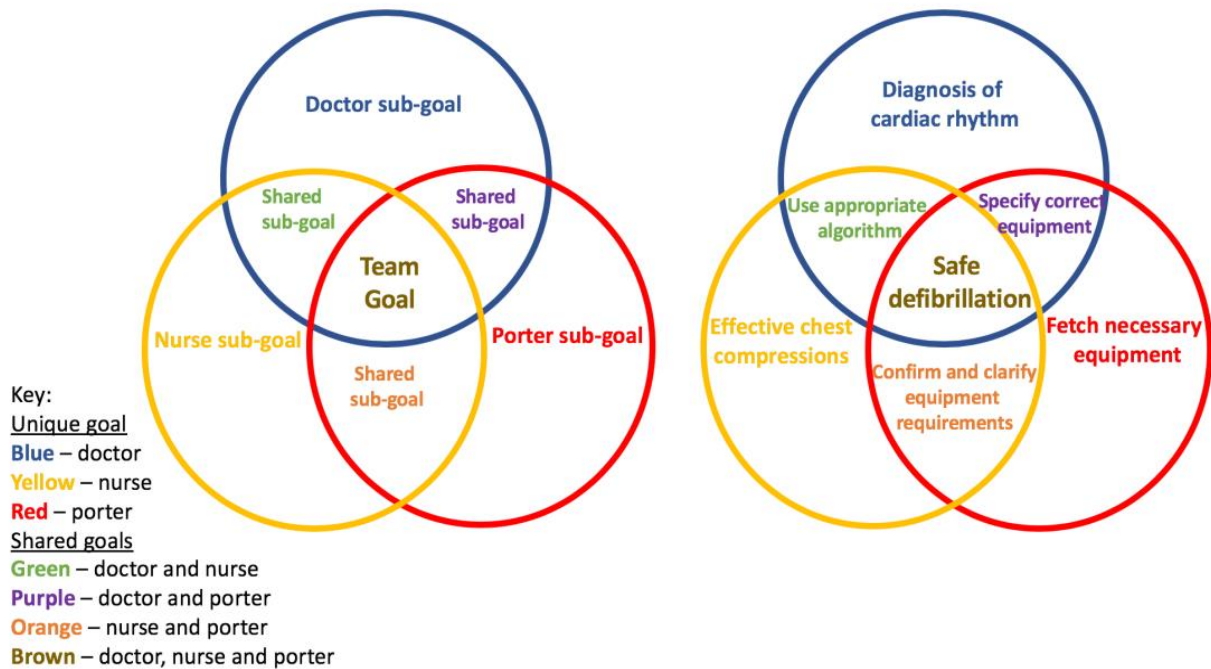 Doctor sub-goal
Shared
sub-goal
Shared
sub-goal
Team
Goal
Nurse sub-goal
Porter sub-goal
Shared
sub-goal
Diagnosis of
cardiac rhythm
Use appropriate
algorithm
Specify correct
equipment
Safe
defibrillation
Effective chest
compressions
Fetch necessary
equipment
Confirm and clarify
equipment
requirements
Key:
Unique goal
Blue – doctor
Yellow – nurse
Red – porter
Shared goals
Green – doctor and nurse
Purple – doctor and porter
Orange – nurse and porter
Brown – doctor, nurse and porter